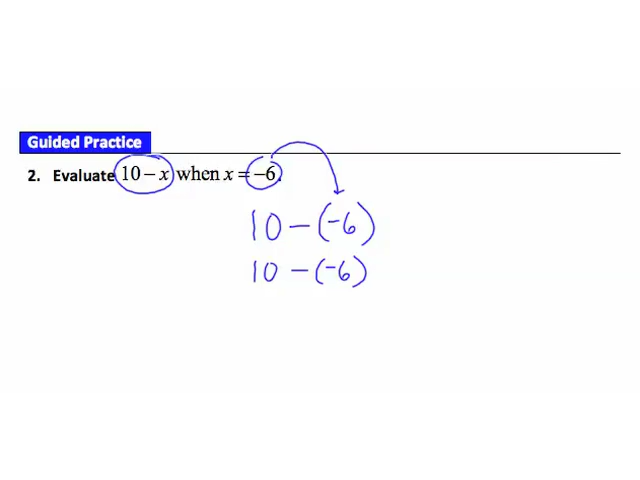 Guided Practice
2. Evaluate 10 − x when x = −6.
10 − (−6)
10 − (−6)